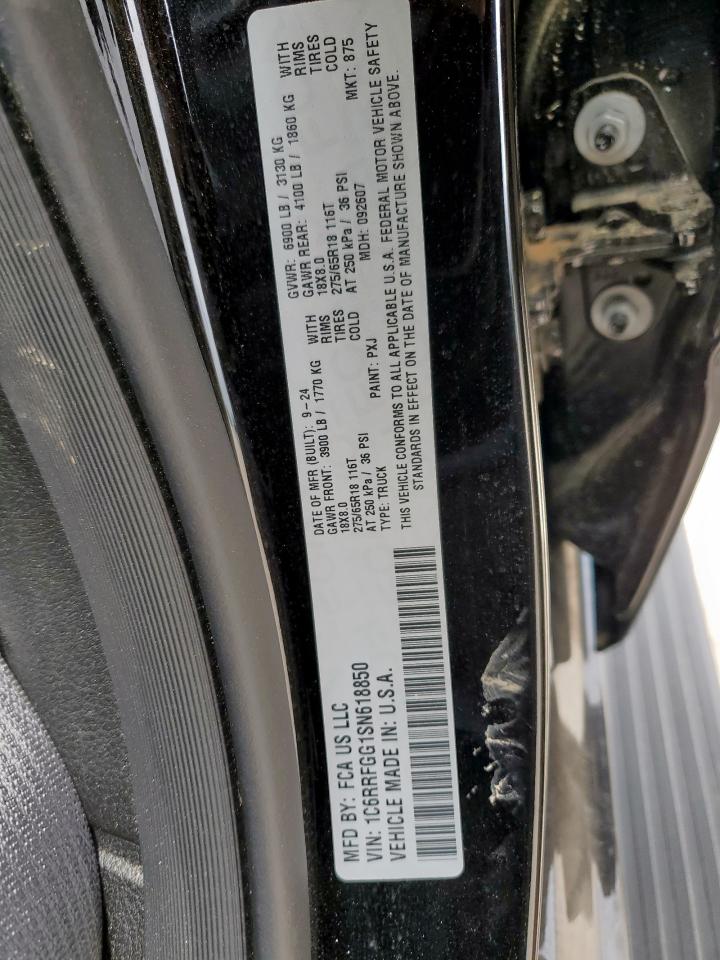 MFD BY: FCA US LLC
VIN: 1C6RRFGG1SN618850
VEHICLE MADE IN: U.S.A.
DATE OF MFR (BUILT): 9-24
GAWR FRONT: 3900 LB / 1770 KG WITH
18X8.0 RIMS
275/65R18 116T TIRES
AT 250 kPa / 36 PSI COLD
TYPE: TRUCK PAINT: PXJ
GVWR: 6900 LB / 3130 KG
GAWR REAR: 4100 LB / 1860 KG WITH
18X8.0 RIMS
275/65R18 116T TIRES
AT 250 kPa / 36 PSI COLD
MDH: 092607 MKT: 875
THIS VEHICLE CONFORMS TO ALL APPLICABLE U.S.A. FEDERAL MOTOR VEHICLE SAFETY
STANDARDS IN EFFECT ON THE DATE OF MANUFACTURE SHOWN ABOVE.